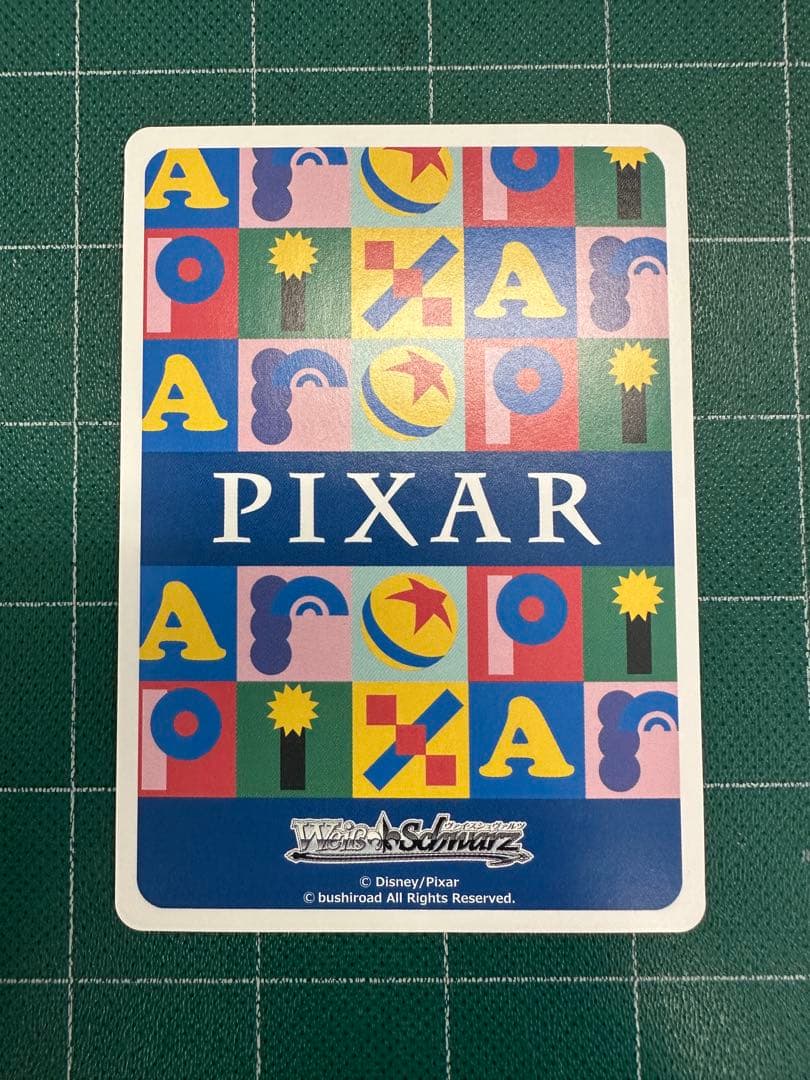 A r p i
p i x A r
A r p i
PIXAR
A r p i
p i x A r
ヴァイスシュヴァルツ
Weiß Schwarz
© Disney/Pixar
© bushiroad All Rights Reserved.